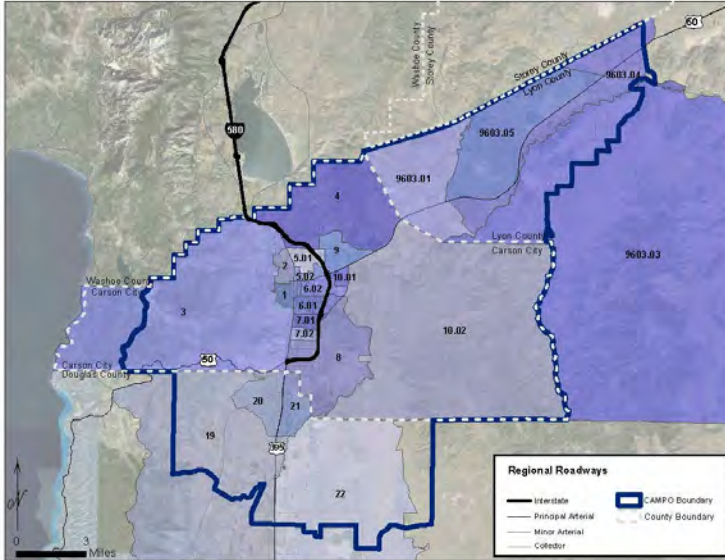 60
Washoe County
Storey County
580
Storey County
Lyon County
9603.04
9603.05
9603.01
4
Lyon County
Carson City
9603.03
9
5.01
2
5.02
10.01
6.02
1
6.01
Washoe County
Carson City
3
7.01
7.02
10.02
8
50
Carson City
Douglas County
20
21
19
395
22
N
0 3
Miles
Regional Roadways
Interstate
Principal Arterial
Minor Arterial
Collector
CAMPO Boundary
County Boundary